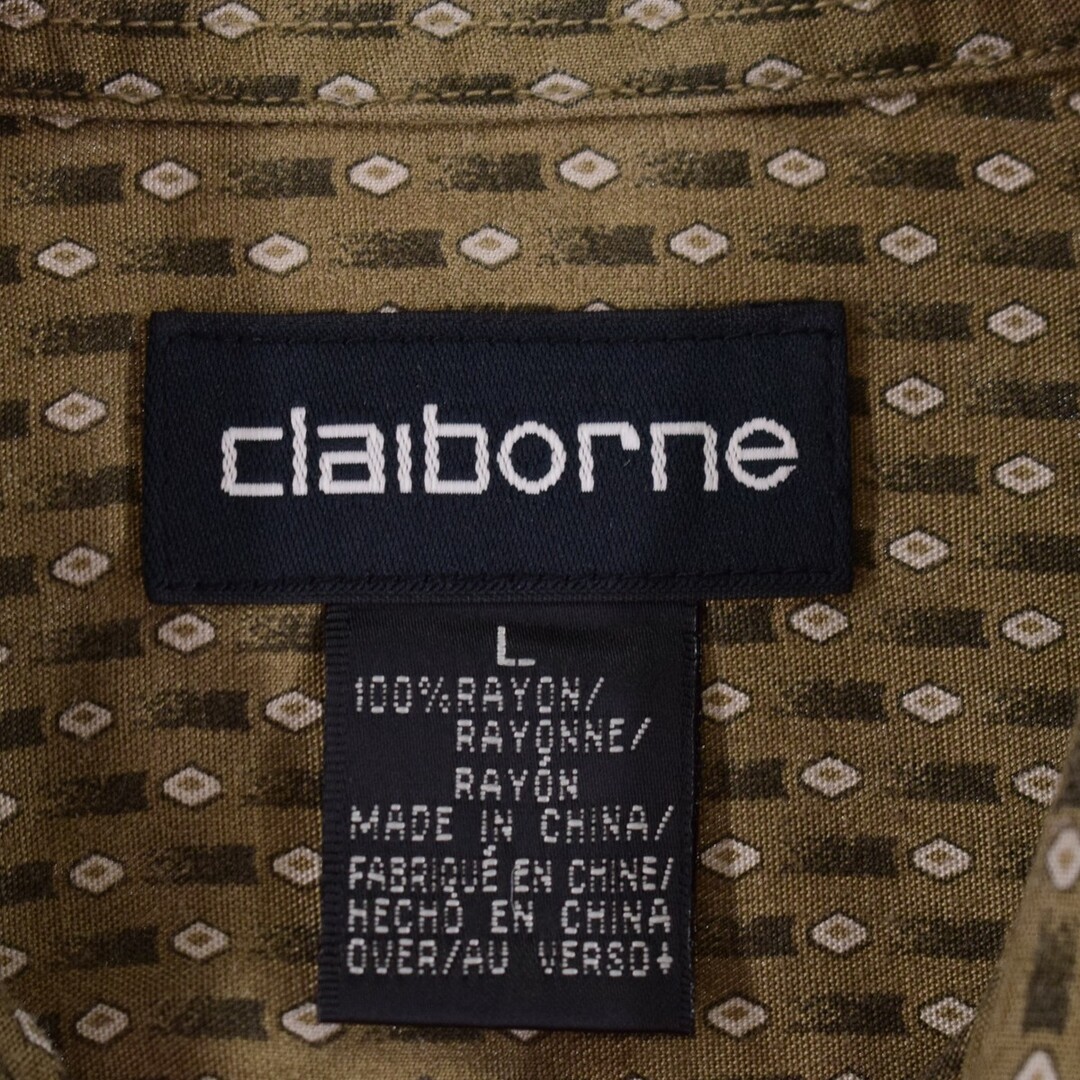 claiborne
L
100%RAYON/
RAYONNE/
RAYÓN
MADE IN CHINA/
FABRIQUÉ EN CHINE/
HECHO EN CHINA
OVER/AU VERSO↓